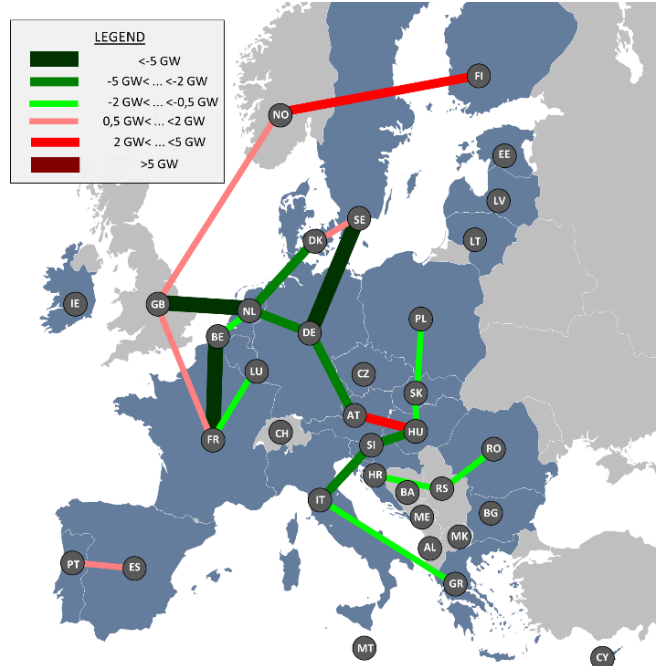 LEGEND
<-5 GW
-5 GW< ... <-2 GW
-2 GW< ... <-0,5 GW
0,5 GW< ... <2 GW
2 GW< ... <5 GW
>5 GW
FI
NO
EE
LV
SE
DK
LT
IE
GB
NL
PL
BE
DE
LU
CZ
SK
AT
CH
FR
HU
SI
RO
HR
RS
BA
IT
ME
BG
MK
AL
PT
ES
GR
MT
CY